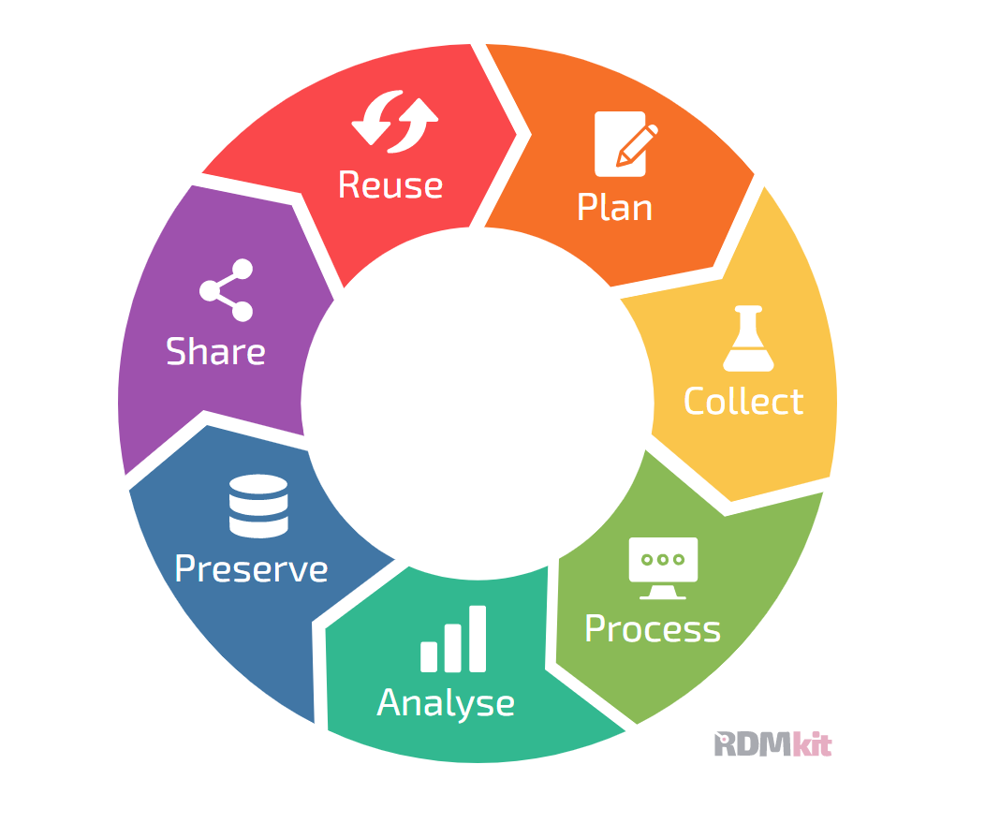 Reuse
Plan
Collect
Process
Analyse
Preserve
Share
RDMkit